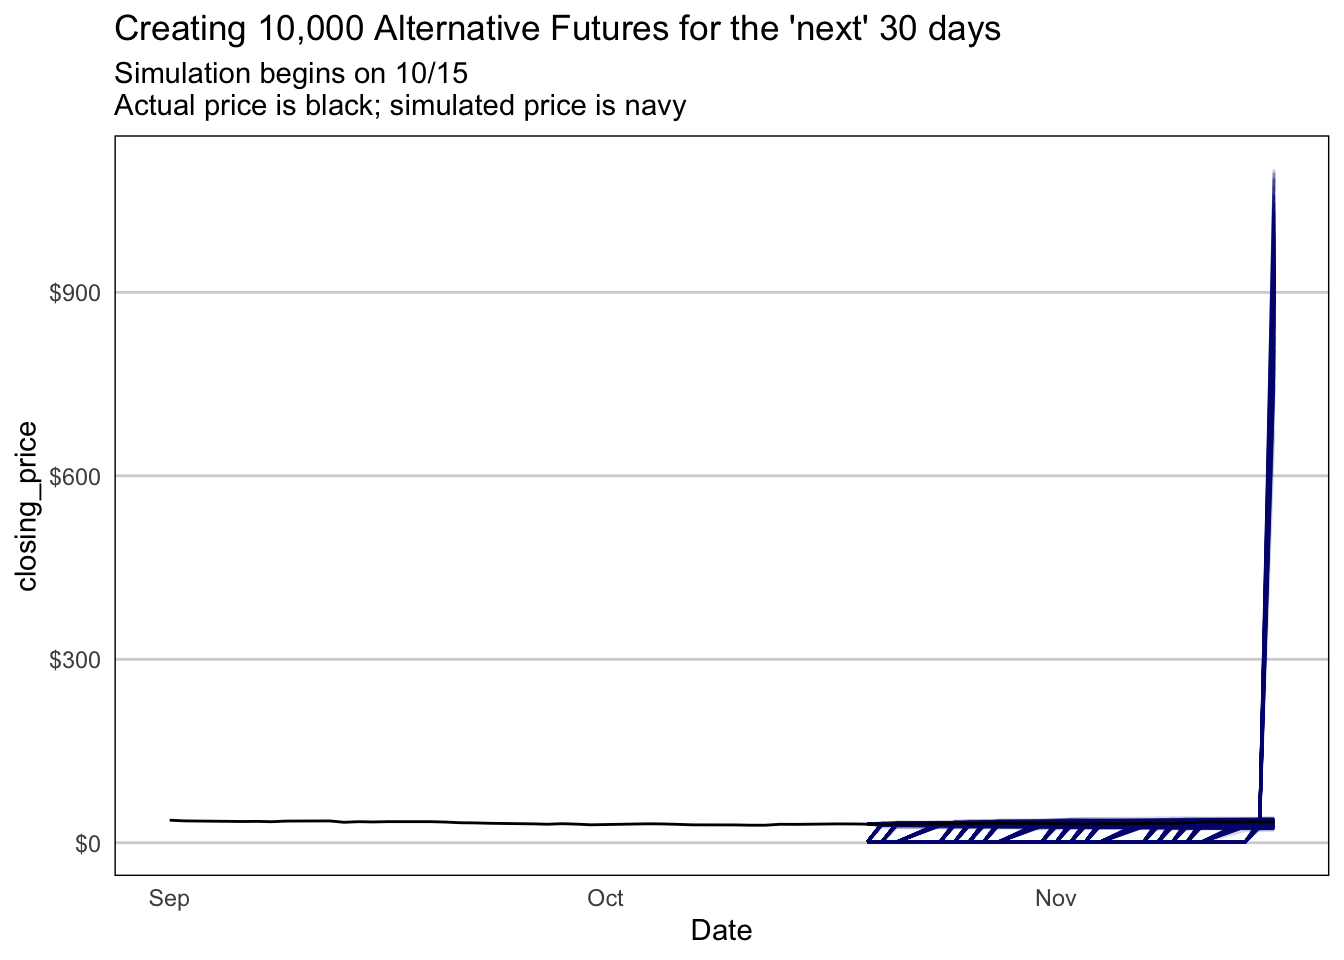 Creating 10,000 Alternative Futures for the 'next' 30 days
Simulation begins on 10/15
Actual price is black; simulated price is navy
closing_price
$900
$600
$300
$0
Sep
Oct
Nov
Date